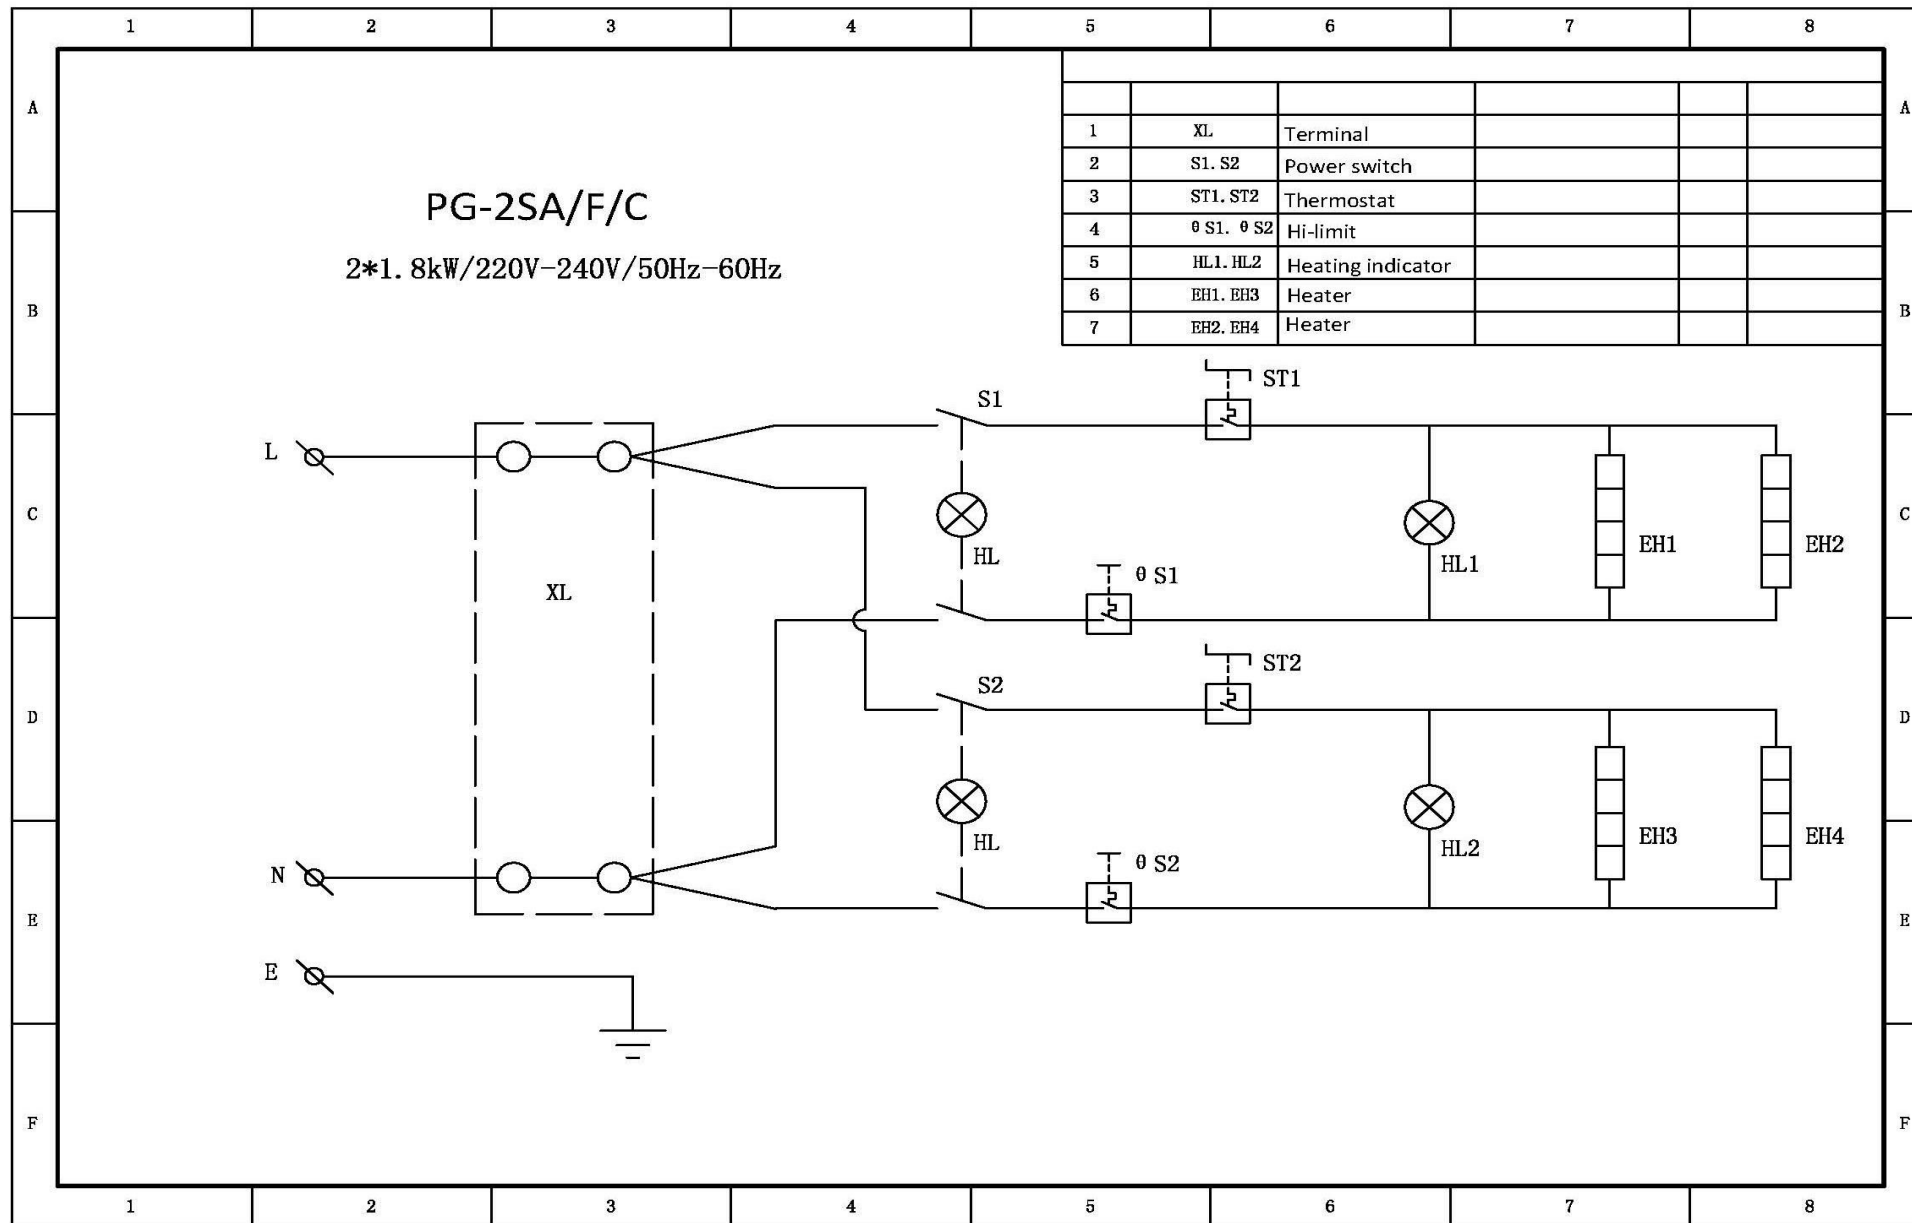 1 2 3 4 5 6 7 8
A A
1 XL Terminal
2 S1. S2 Power switch
3 ST1. ST2 Thermostat
4 θ S1. θ S2 Hi-limit
5 HL1. HL2 Heating indicator
6 EH1. EH3 Heater
7 EH2. EH4 Heater
PG-2SA/F/C
2*1. 8kW/220V-240V/50Hz-60Hz
B B
ST1
S1
L
C C
HL
HL1
EH1
EH2
θ S1
XL
ST2
S2
D D
HL
HL2
EH3
EH4
θ S2
N
E E
E
F F
1 2 3 4 5 6 7 8